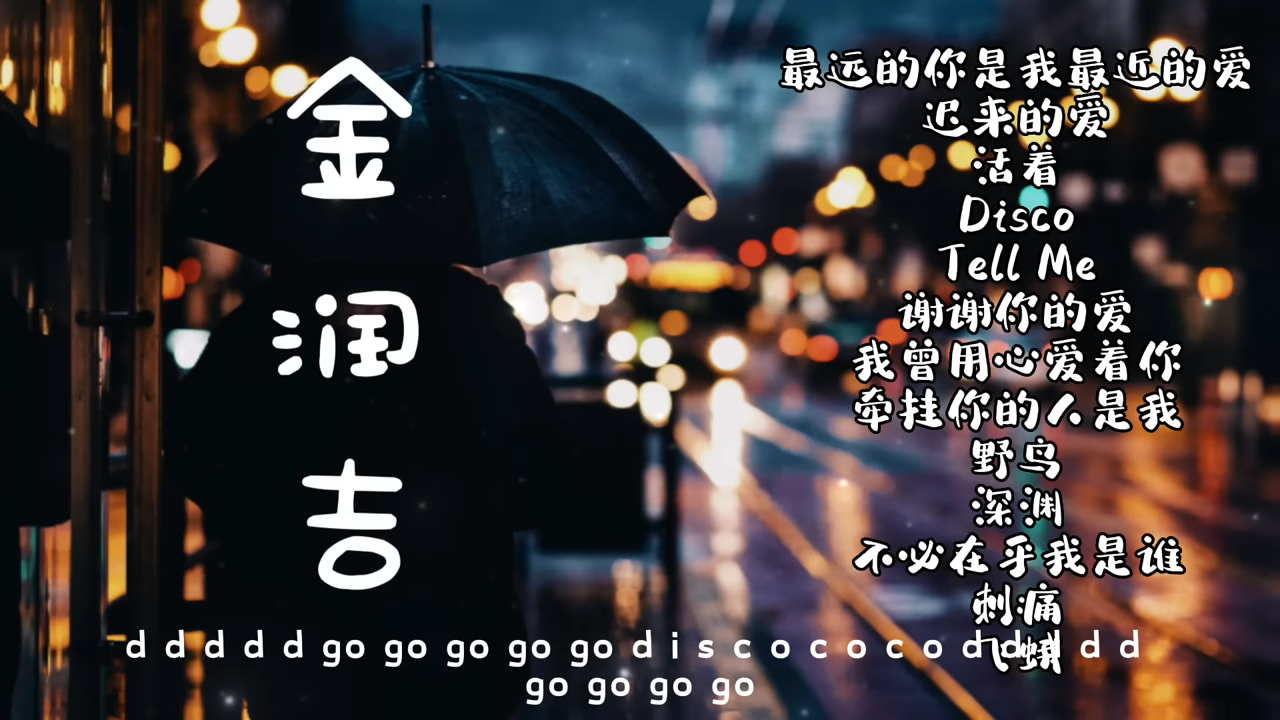 金润吉
最远的你是我最近的爱
迟来的爱
活着
Disco
Tell Me
谢谢你的爱
我曾用心爱着你
牵挂你的人是我
野鸟
深渊
不必在乎我是谁
刺痛
飞蛾
d d d d d go go go go go d i s c o c o c o d d d d d
go go go go